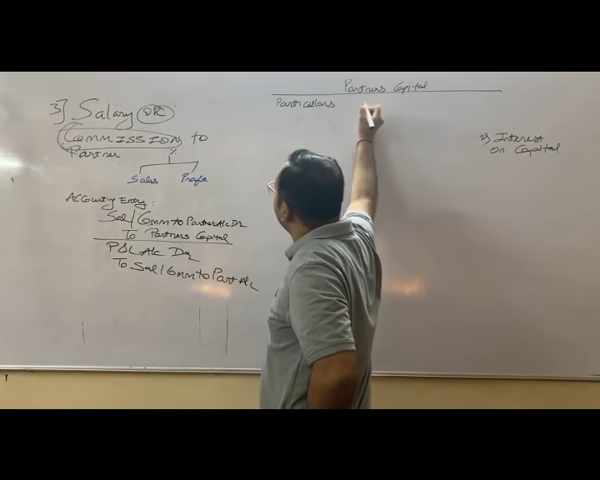 3] Salary OR
Commission to
Partner
Sales Profit
Accounting Entry:
Sal/Comm to Partner A/c Dr
To Partners Capital
P&L A/c Dr
To Sal/Comm to Part A/c
Partners Capital
Particulars
2) Interest
on Capital